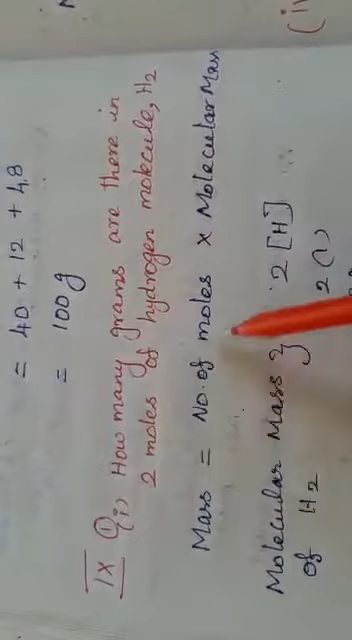 = 40 + 12 + 48
= 100 g
IX Q(i) How many grams are there in
2 moles of hydrogen molecule, H2
Mass = No. of moles x Molecular Mass
Molecular Mass } 2 [H]
of H2 2 (1)